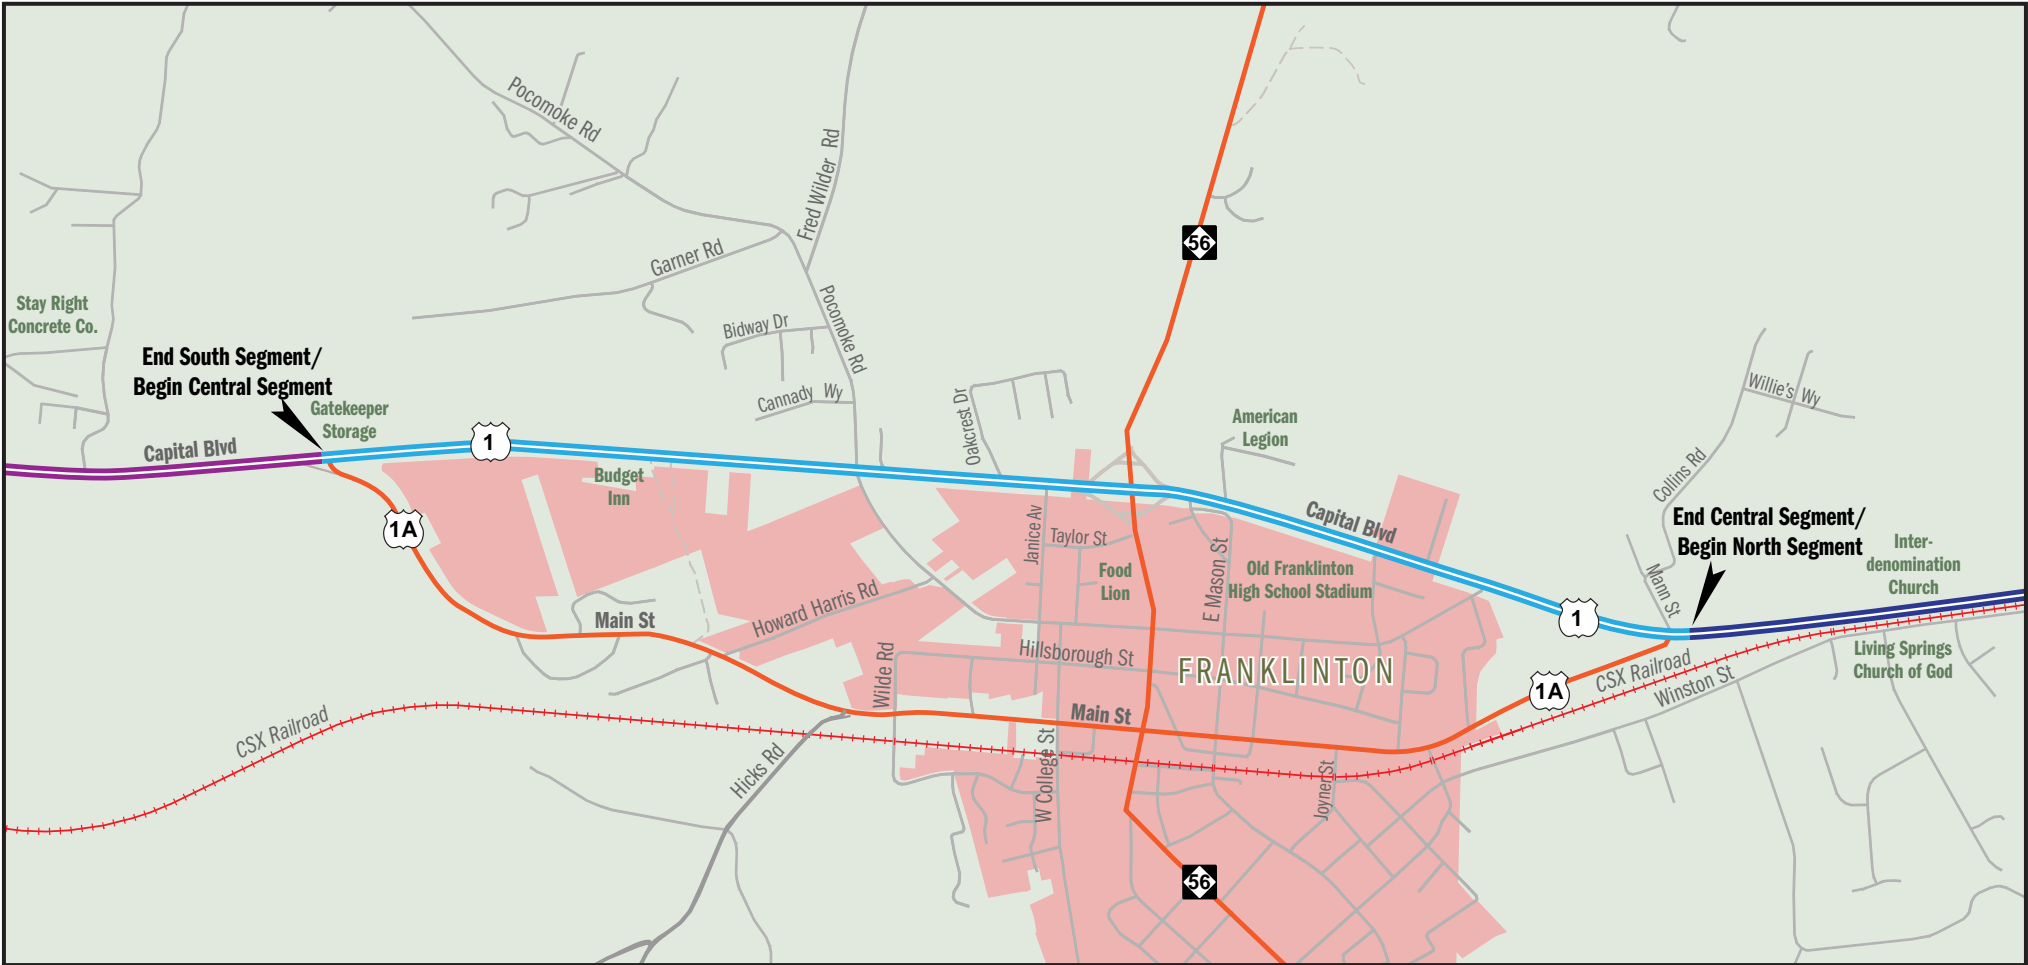 Pocomoke Rd
Fred Wilder Rd
56
Garner Rd
Stay Right
Concrete Co.
Bidway Dr
Pocomoke Rd
End South Segment/
Begin Central Segment
Gatekeeper
Storage
Cannady Wy
Oakcrest Dr
American
Legion
Willie's Wy
Capital Blvd
1
Budget
Inn
Collins Rd
Capital Blvd
End Central Segment/
Begin North Segment
1A
Janice Av
Taylor St
Food
Lion
E Mason St
Old Franklinton
High School Stadium
Mann St
Inter-
denomination
Church
Main St
Howard Harris Rd
1
Hillsborough St
FRANKLINTON
Wilde Rd
Living Springs
Church of God
CSX Railroad
1A
Winston St
CSX Railroad
Main St
Hicks Rd
W College St
Joyner St
56